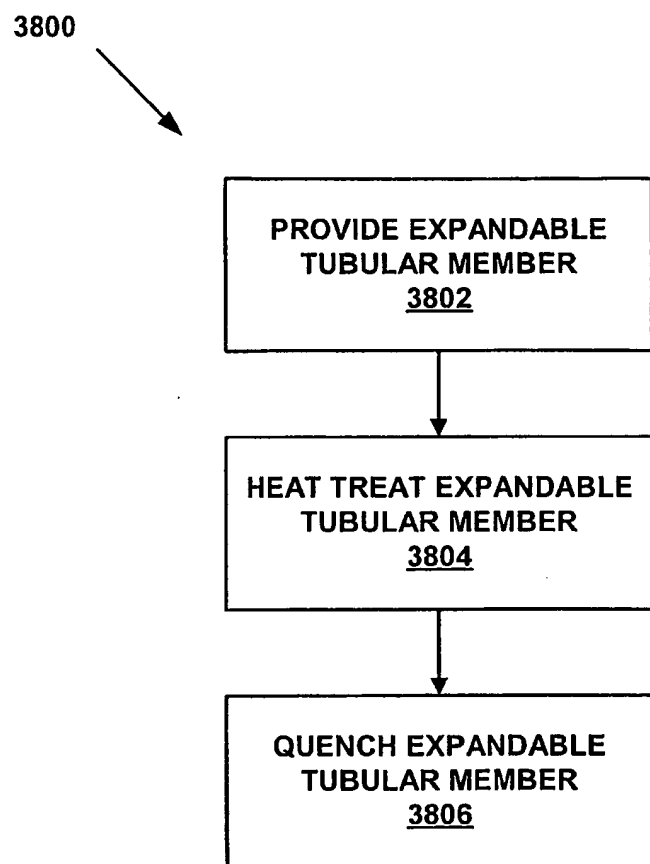 3800
PROVIDE EXPANDABLE
TUBULAR MEMBER
3802
HEAT TREAT EXPANDABLE
TUBULAR MEMBER
3804
QUENCH EXPANDABLE
TUBULAR MEMBER
3806